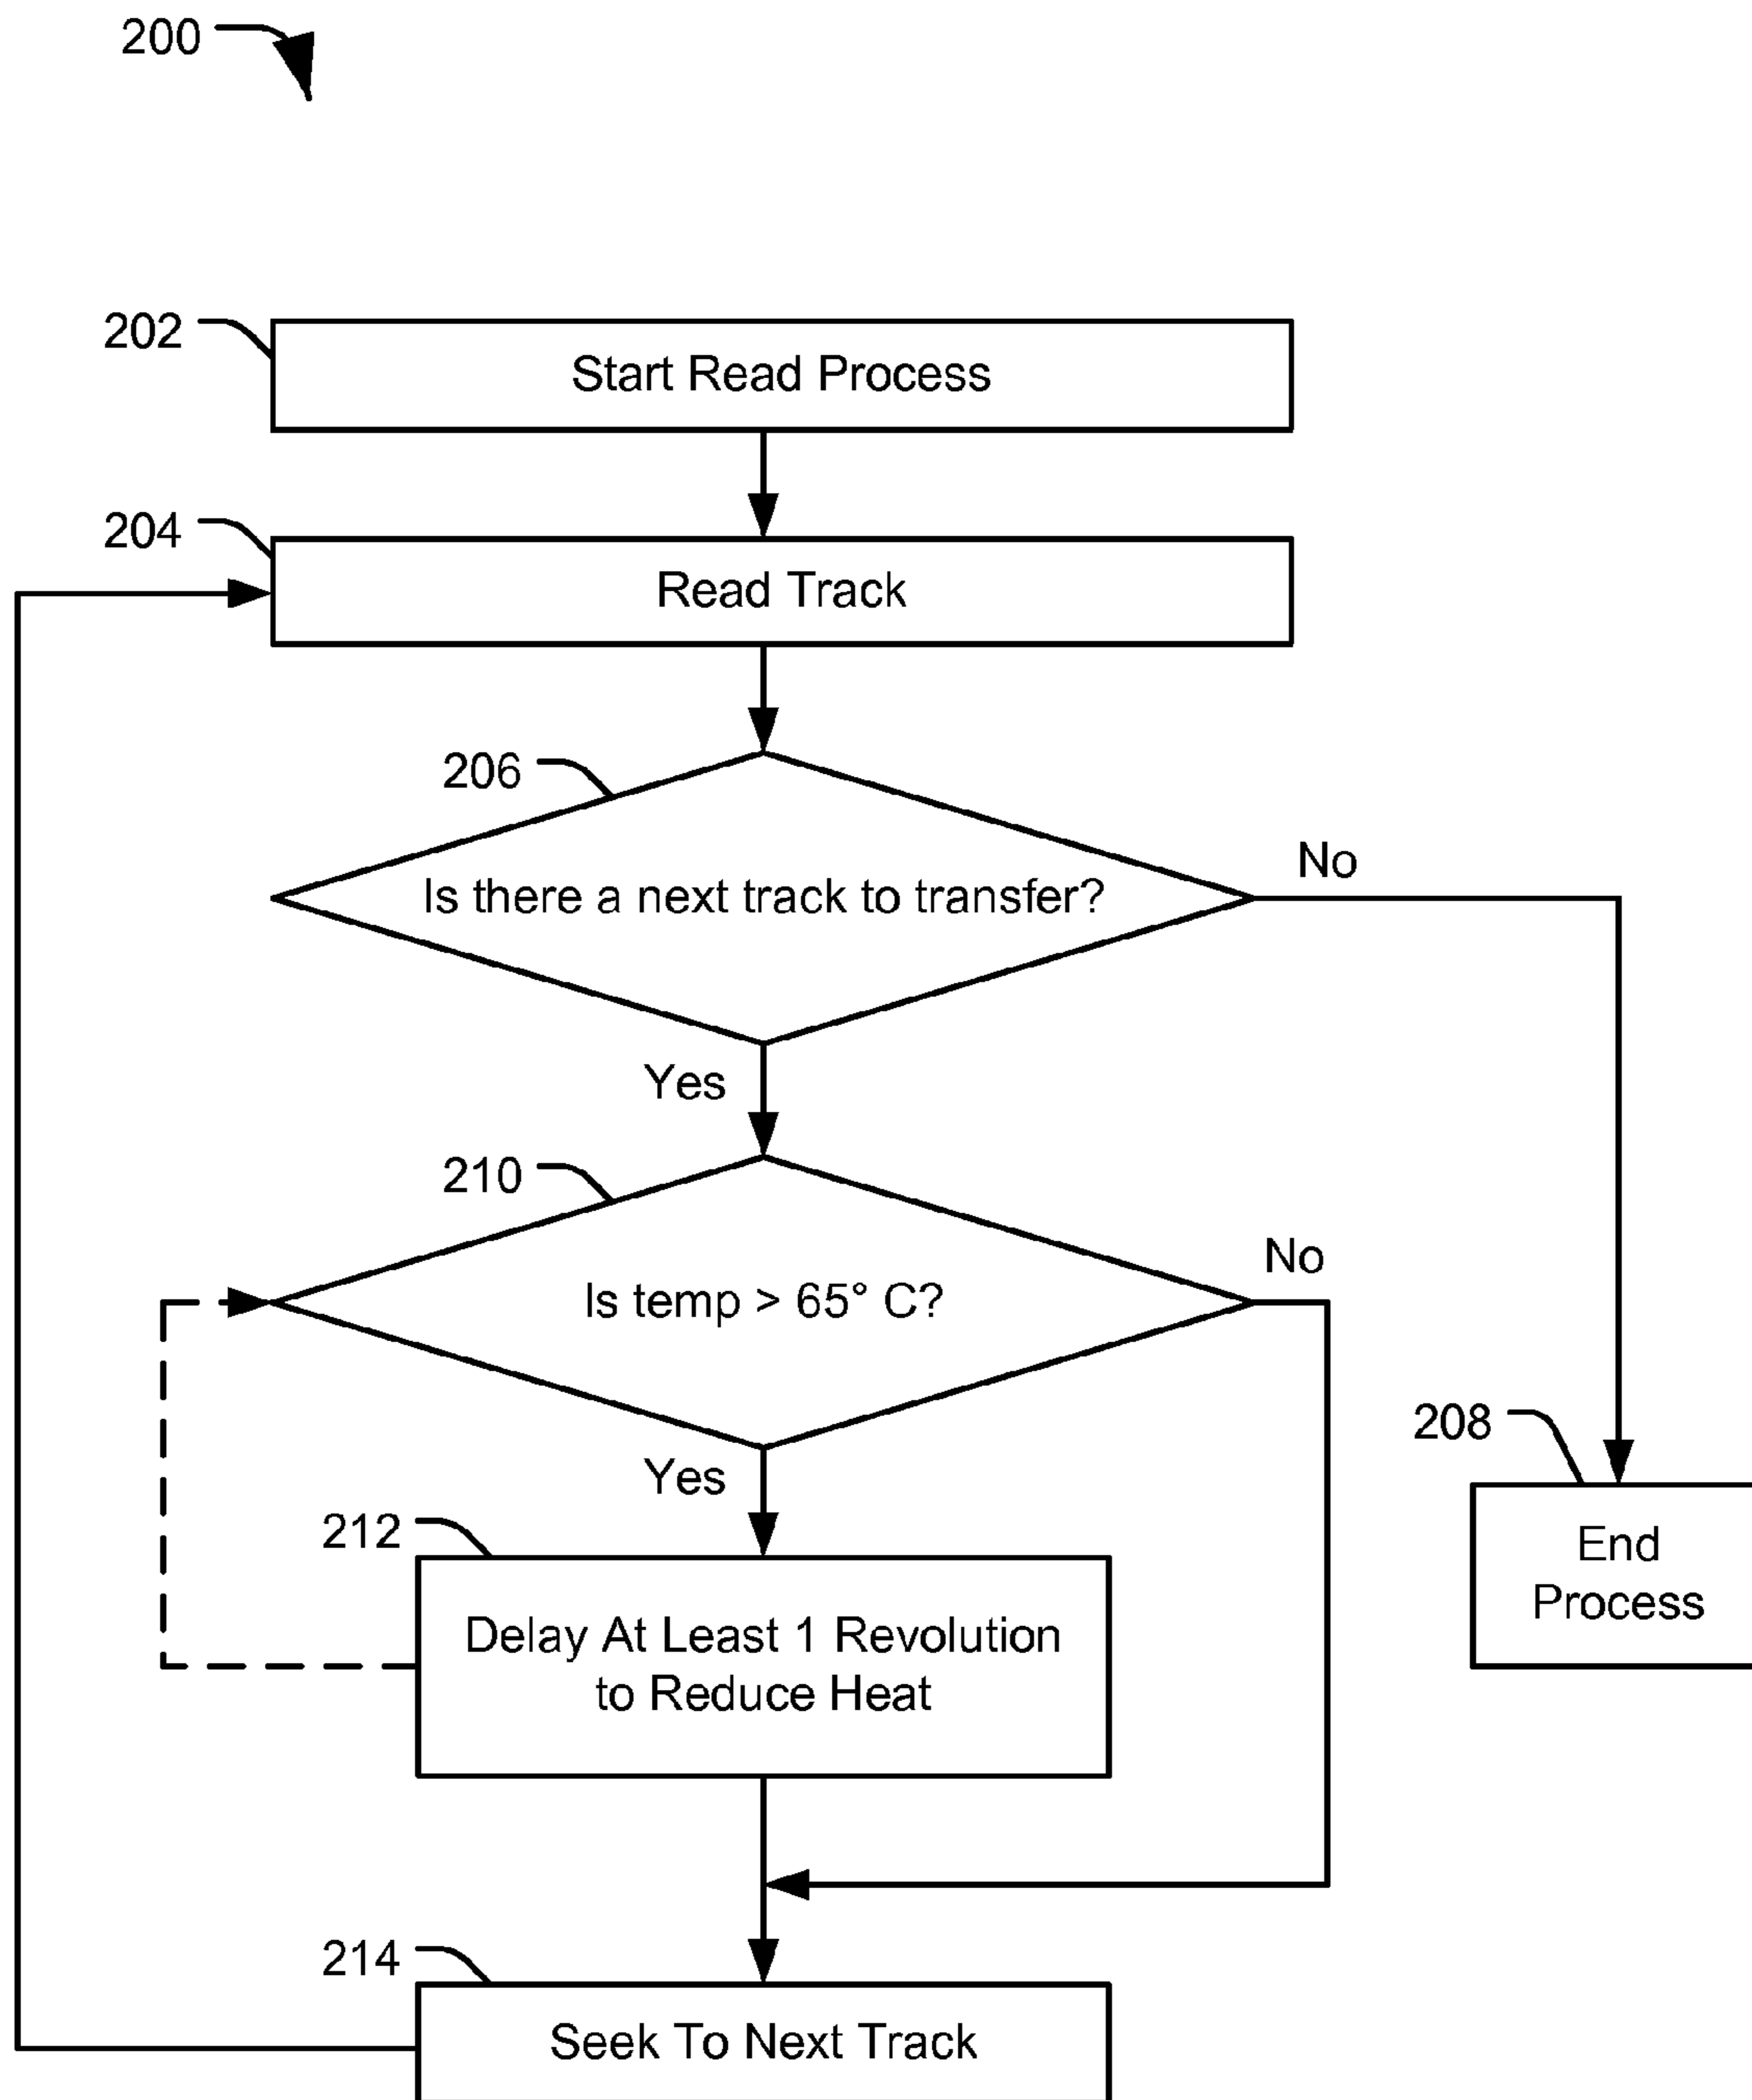 200
202
Start Read Process
204
Read Track
206
Is there a next track to transfer?
No
Yes
210
Is temp > 65° C?
No
Yes
208
End
Process
212
Delay At Least 1 Revolution
to Reduce Heat
214
Seek To Next Track